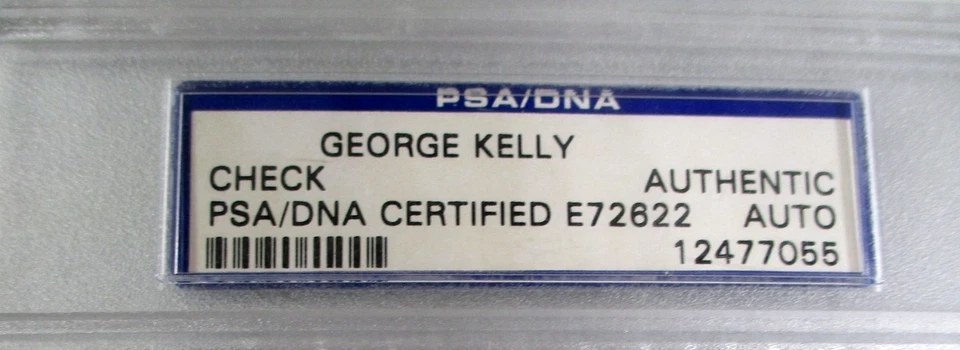 PSA/DNA
GEORGE KELLY
CHECK AUTHENTIC
PSA/DNA CERTIFIED E72622 AUTO
12477055